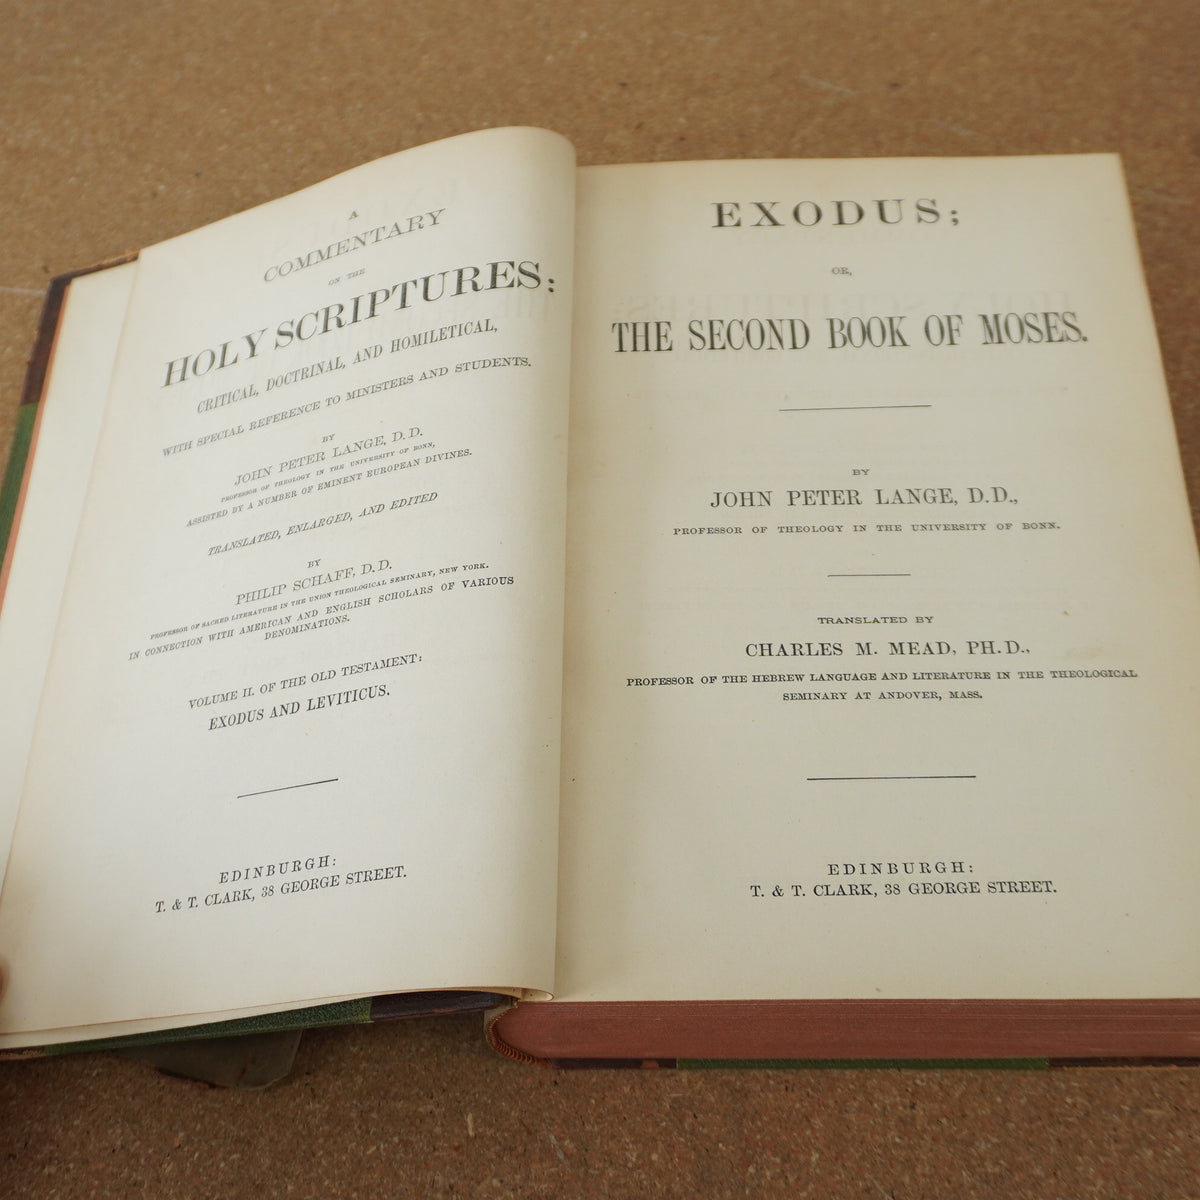 A
COMMENTARY
ON THE
HOLY SCRIPTURES:
CRITICAL, DOCTRINAL, AND HOMILETICAL,
WITH SPECIAL REFERENCE TO MINISTERS AND STUDENTS.
BY
JOHN PETER LANGE, D.D.
PROFESSOR OF THEOLOGY IN THE UNIVERSITY OF BONN,
ASSISTED BY A NUMBER OF EMINENT EUROPEAN DIVINES.
TRANSLATED, ENLARGED, AND EDITED
BY
PHILIP SCHAFF, D.D.
PROFESSOR OF SACRED LITERATURE IN THE UNION THEOLOGICAL SEMINARY, NEW YORK.
IN CONNECTION WITH AMERICAN AND ENGLISH SCHOLARS OF VARIOUS
DENOMINATIONS.
VOLUME II. OF THE OLD TESTAMENT:
EXODUS AND LEVITICUS.
EDINBURGH:
T. & T. CLARK, 38 GEORGE STREET.
EXODUS;
OR,
THE SECOND BOOK OF MOSES.
BY
JOHN PETER LANGE, D.D.,
PROFESSOR OF THEOLOGY IN THE UNIVERSITY OF BONN.
TRANSLATED BY
CHARLES M. MEAD, PH.D.,
PROFESSOR OF THE HEBREW LANGUAGE AND LITERATURE IN THE THEOLOGICAL
SEMINARY AT ANDOVER, MASS.
EDINBURGH:
T. & T. CLARK, 38 GEORGE STREET.